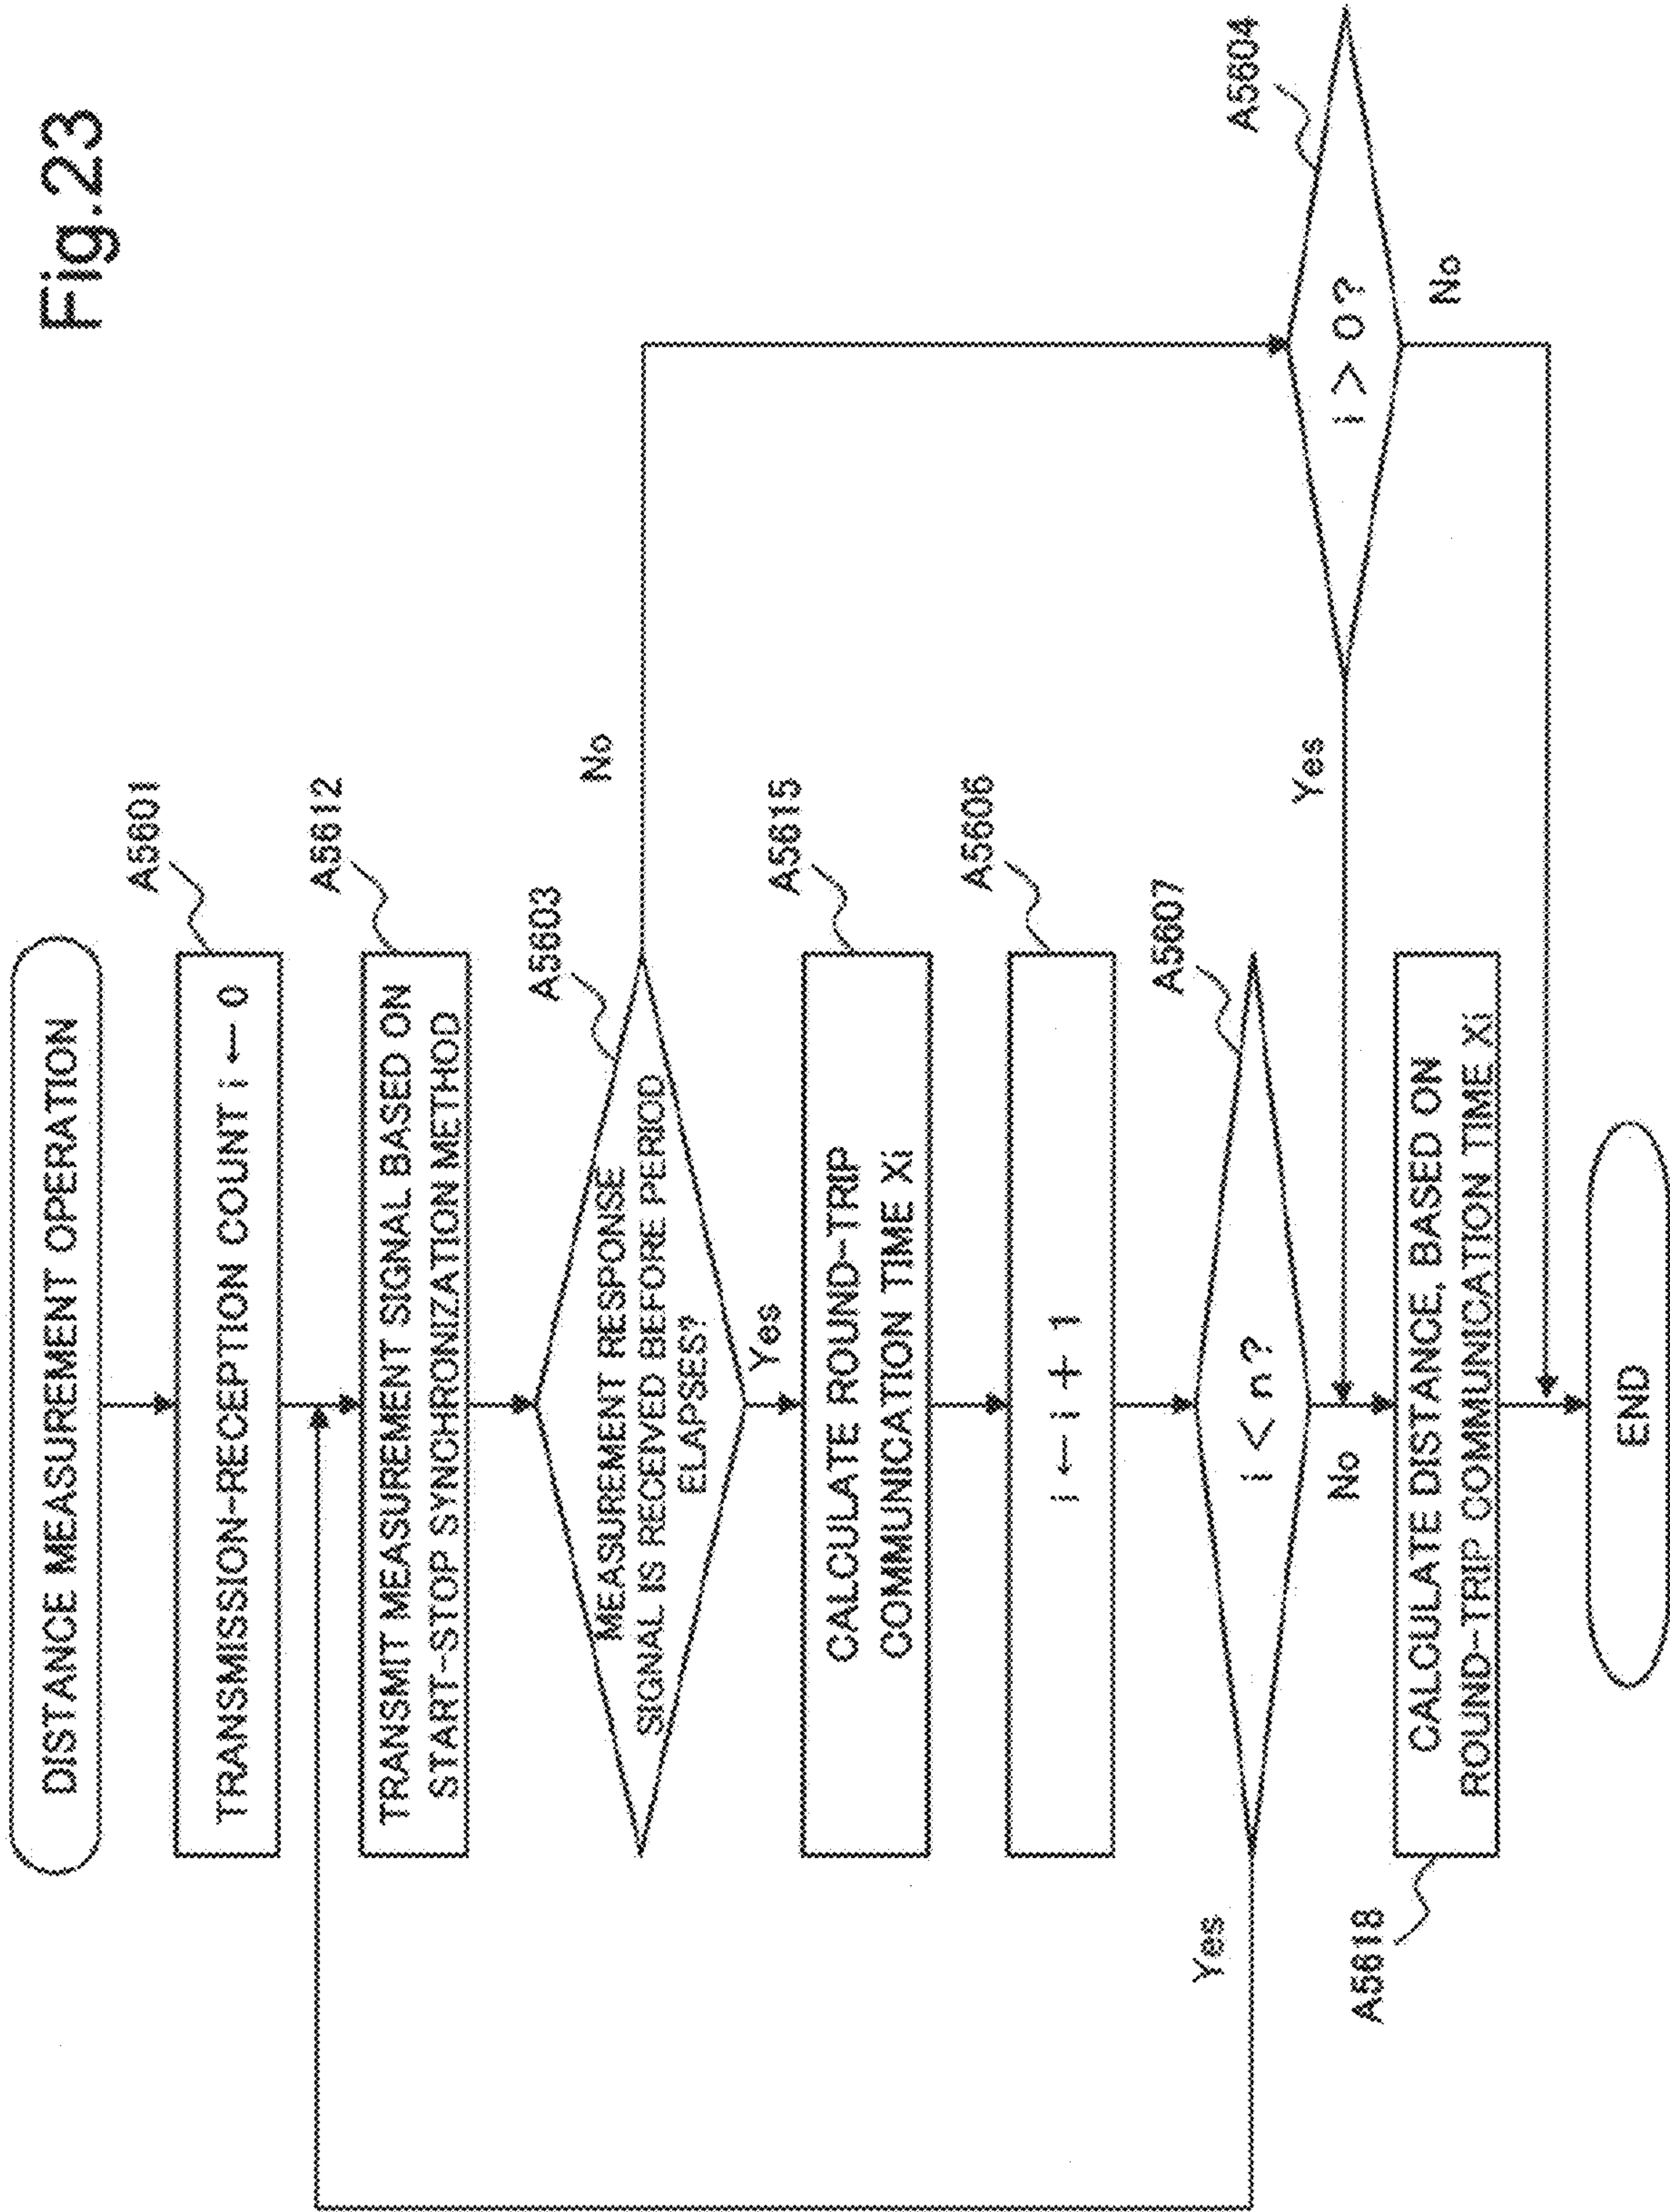 Fig.23
DISTANCE MEASUREMENT OPERATION
A5601
TRANSMISSION-RECEPTION COUNT i ← 0
A5612
TRANSMIT MEASUREMENT SIGNAL BASED ON
START-STOP SYNCHRONIZATION METHOD
A5603
MEASUREMENT RESPONSE
SIGNAL IS RECEIVED BEFORE PERIOD
ELAPSES?
No
Yes
A5615
CALCULATE ROUND-TRIP
COMMUNICATION TIME Xi
A5606
i ← i + 1
A5607
i < n?
Yes
No
A5604
i > 0?
Yes
No
A5618
CALCULATE DISTANCE, BASED ON
ROUND-TRIP COMMUNICATION TIME Xi
END